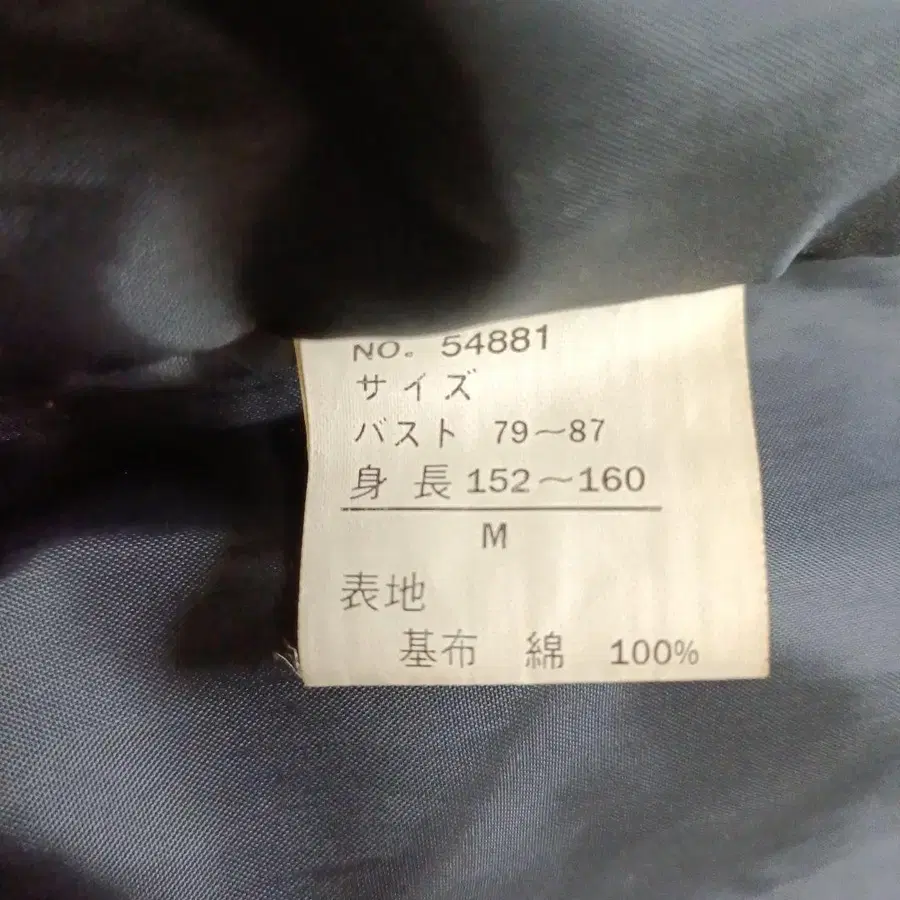 NO. 54881
サイズ
バスト 79〜87
身 長 152〜160
M
表地
基布 綿 100%